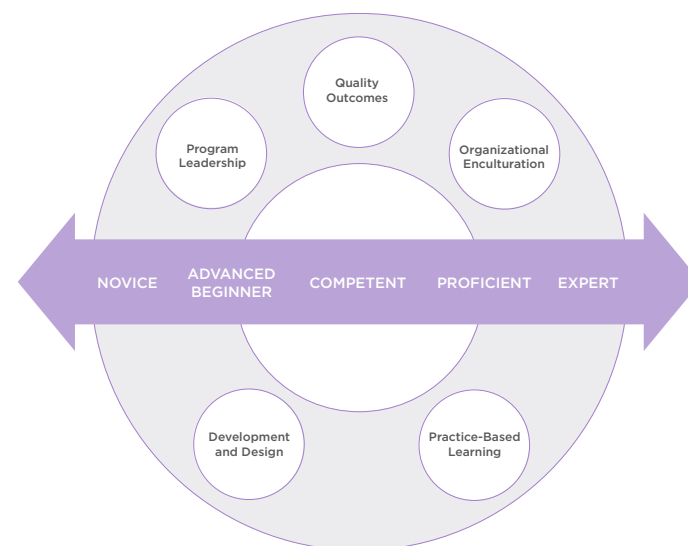 Quality
Outcomes
Program
Leadership
Organizational
Enculturation
NOVICE
ADVANCED
BEGINNER
COMPETENT
PROFICIENT
EXPERT
Development
and Design
Practice-Based
Learning